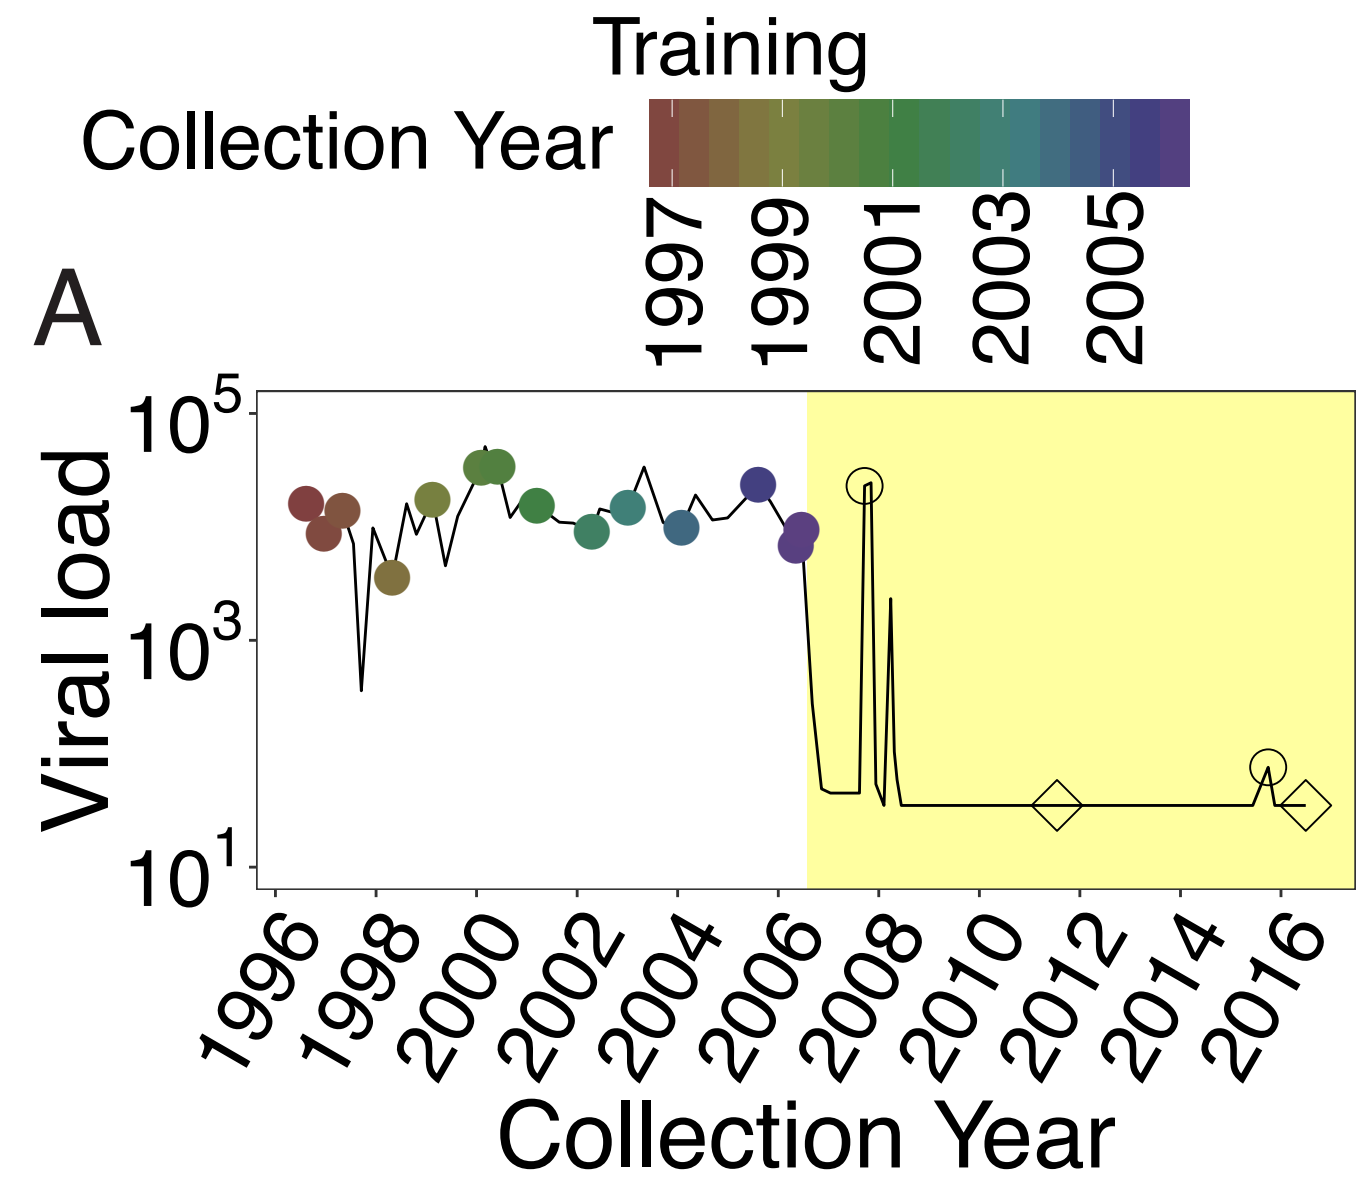 Training
Collection Year
1997 1999 2001 2003 2005
A
Viral load
10^5
10^3
10^1
1996 1998 2000 2002 2004 2006 2008 2010 2012 2014 2016
Collection Year